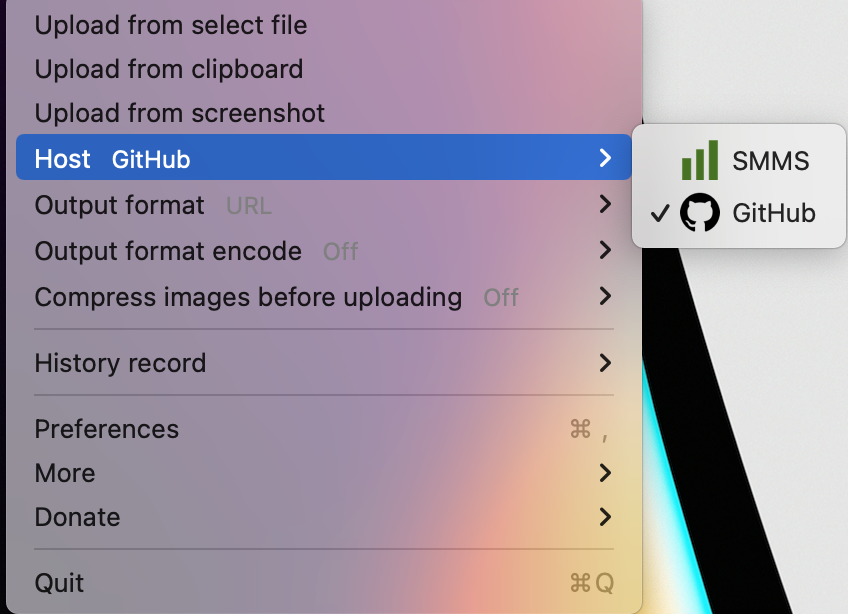 Upload from select file
Upload from clipboard
Upload from screenshot
Host GitHub
SMMS
GitHub
Output format URL
Output format encode Off
Compress images before uploading Off
History record
Preferences ⌘ ,
More
Donate
Quit ⌘Q